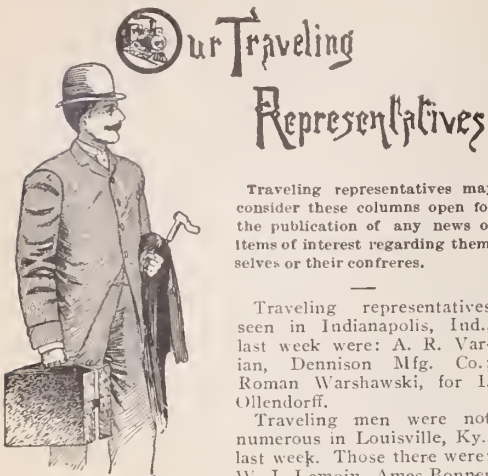 Our Traveling
Representatives
Traveling representatives may
consider these columns open for
the publication of any news or
items of interest regarding them-
selves or their confreres.
Traveling representatives
seen in Indianapolis, Ind.,
last week were: A. R. Var-
ian, Dennison Mfg. Co.;
Roman Warshawski, for I.
Ollendorff.
Traveling men were not
numerous in Louisville, Ky.,
last week. Those there were:
W. J. Lamoin, Ames Bonner